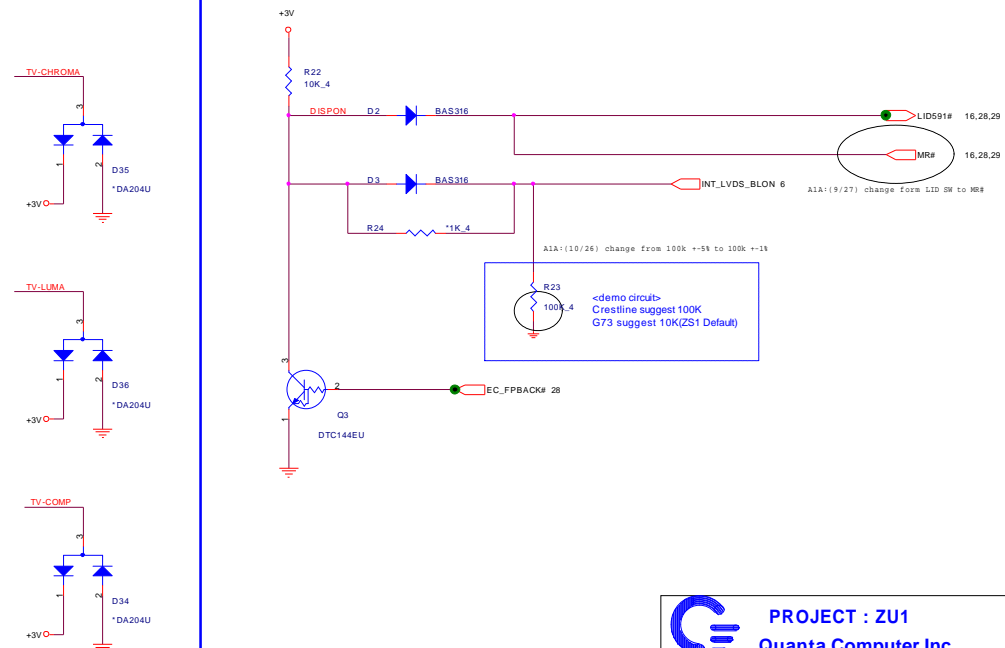 +3V
R22
10K_4
TV-CHROMA
3
1
2
D35
*DA204U
+3V
DISPON
D2
BAS316
LID591# 16,28,29
MR# 16,28,29
A1A:(9/27) change form LID SW to MR#
D3
BAS316
INT_LVDS_BLON 6
R24
*1K_4
A1A:(10/26) change from 100k +-5% to 100k +-1%
R23
100K_4
<demo circuit>
Crestline suggest 100K
G73 suggest 10K(ZS1 Default)
TV-LUMA
3
1
2
D36
*DA204U
+3V
3
2
1
EC_FPBACK# 28
Q3
DTC144EU
TV-COMP
3
1
2
D34
*DA204U
+3V
PROJECT : ZU1
Quanta Computer Inc